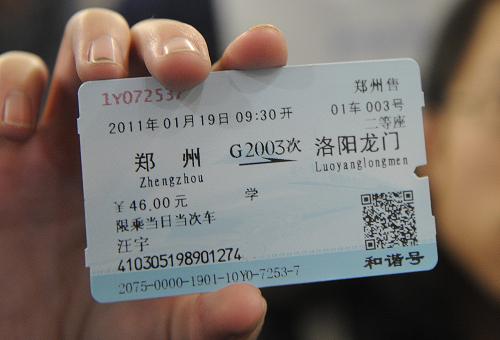 1Y072537 郑州售
2011年01月19日09:30开 01车003号
二等座
郑州 G2003次 洛阳龙门
Zhengzhou Luoyanglongmen
￥46.00元 学
限乘当日当次车
汪宇
410305198901274
和谐号
2075-0000-1901-10Y0-7253-7